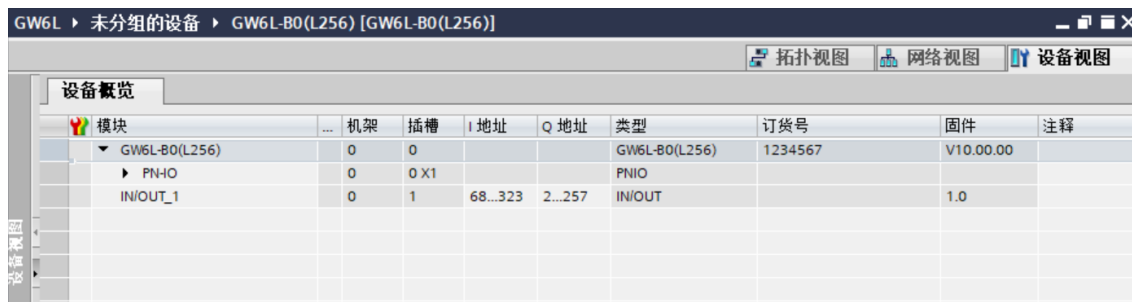 GW6L ▸ 未分组的设备 ▸ GW6L-B0(L256) [GW6L-B0(L256)]
拓扑视图 网络视图 设备视图
设备概览
模块 ... 机架 插槽 I 地址 Q 地址 类型 订货号 固件 注释
GW6L-B0(L256) 0 0 GW6L-B0(L256) 1234567 V10.00.00
PN-IO 0 0 X1 PNIO
IN/OUT_1 0 1 68...323 2...257 IN/OUT 1.0
设备视图